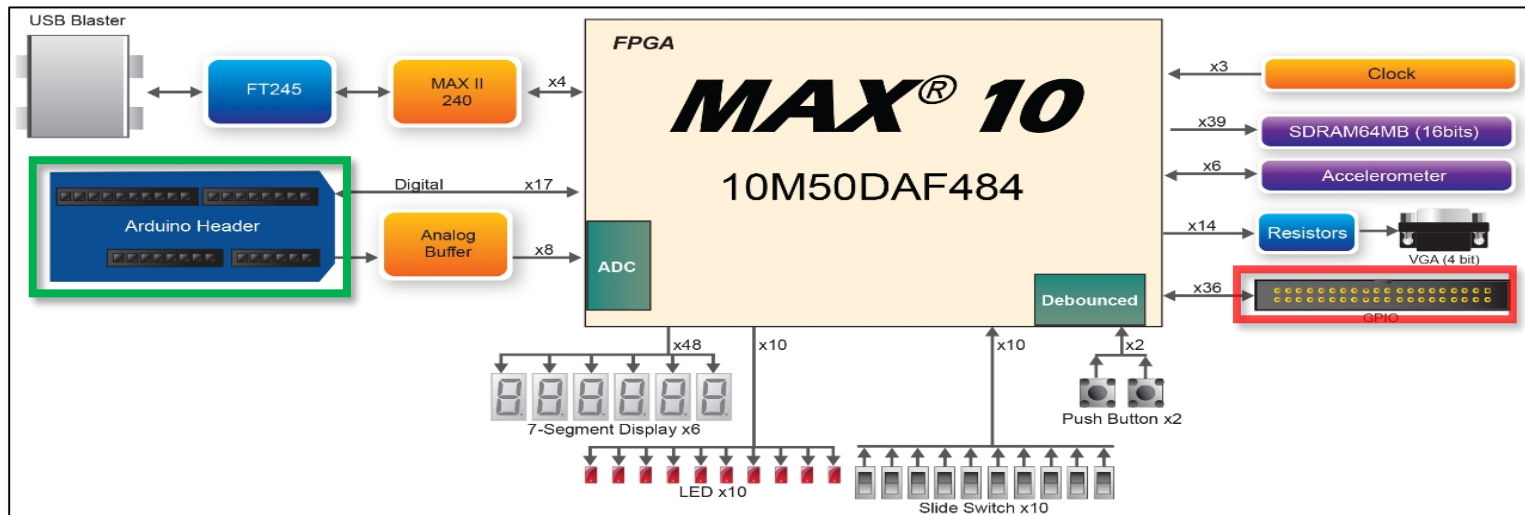 USB Blaster
FT245
MAX II
240
x4
FPGA
MAX® 10
10M50DAF484
x3
Clock
x39
SDRAM64MB (16bits)
x6
Accelerometer
x14
Resistors
VGA (4 bit)
x36
GPIO
Arduino Header
Digital
x17
Analog
Buffer
x8
ADC
Debounced
x48
x10
x10
x2
7-Segment Display x6
Push Button x2
LED x10
Slide Switch x10